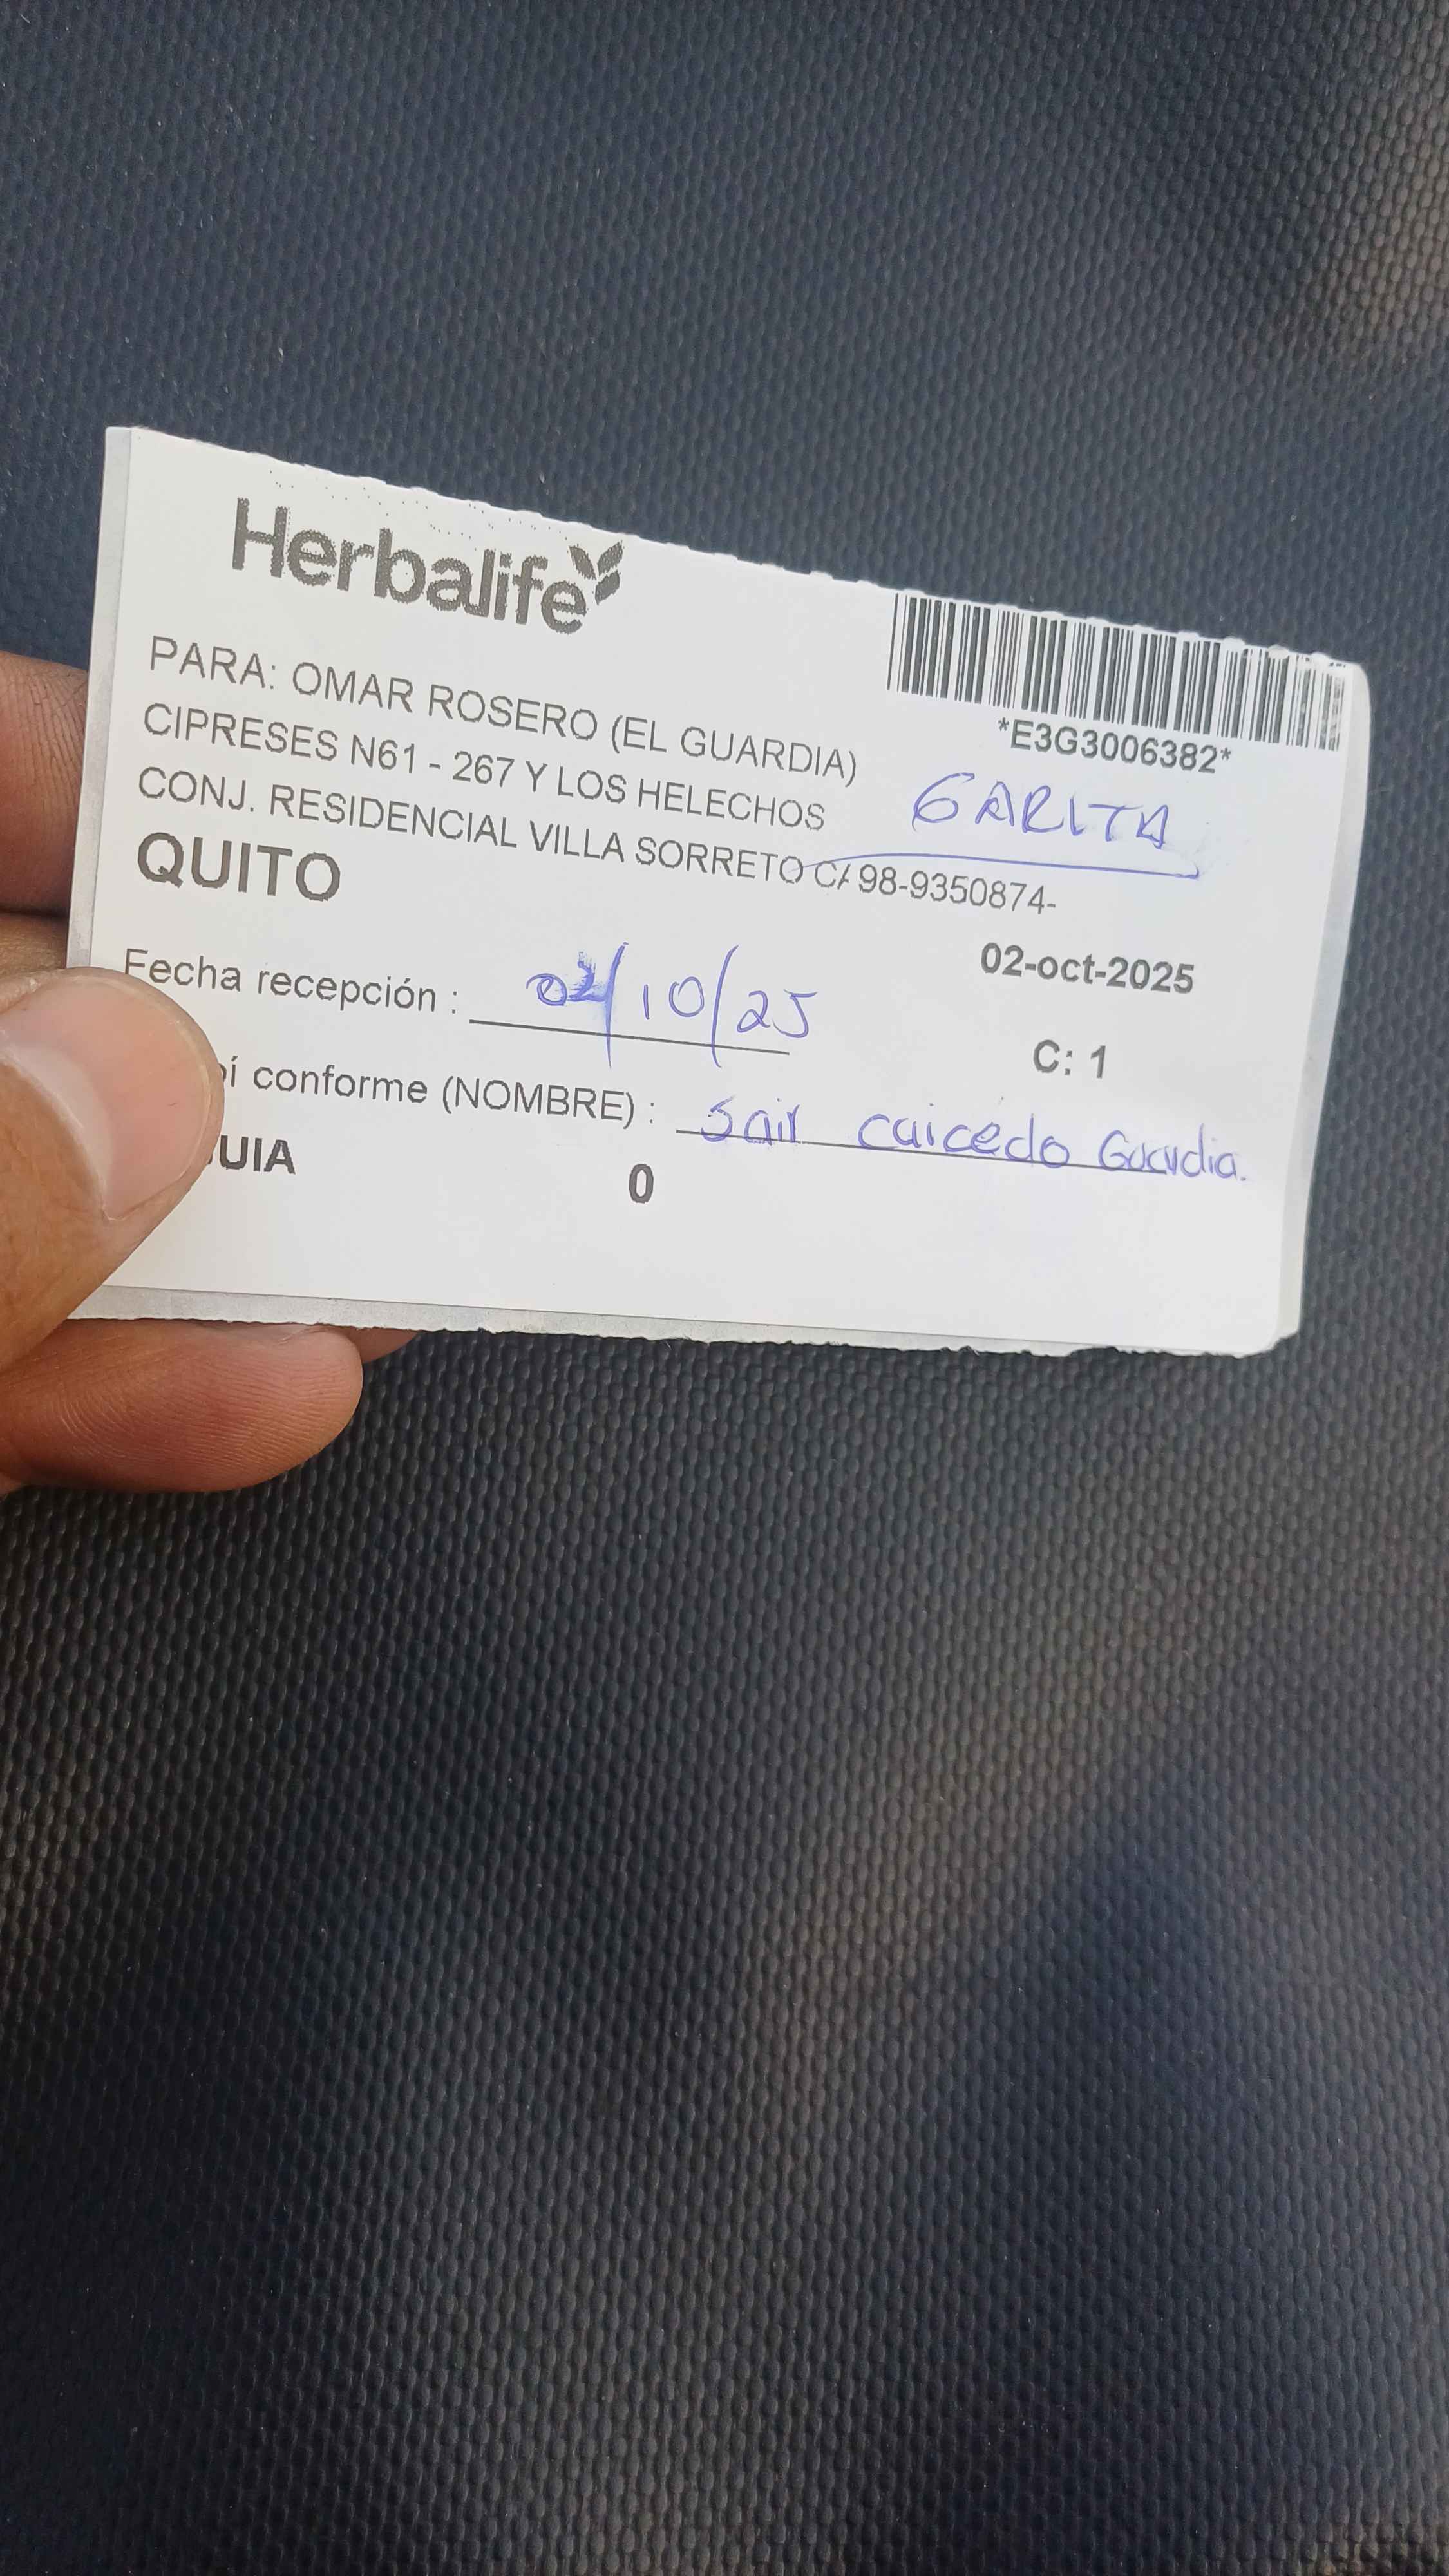 Herbalife
*E3G3006382*
PARA: OMAR ROSERO (EL GUARDIA)
CIPRESES N61 - 267 Y LOS HELECHOS
GARITA
CONJ. RESIDENCIAL VILLA SORRETO C/ 98-9350874-
QUITO
02-oct-2025
Fecha recepción : 02/10/25
C: 1
í conforme (NOMBRE) : Sair Caicedo Guardia.
UIA 0